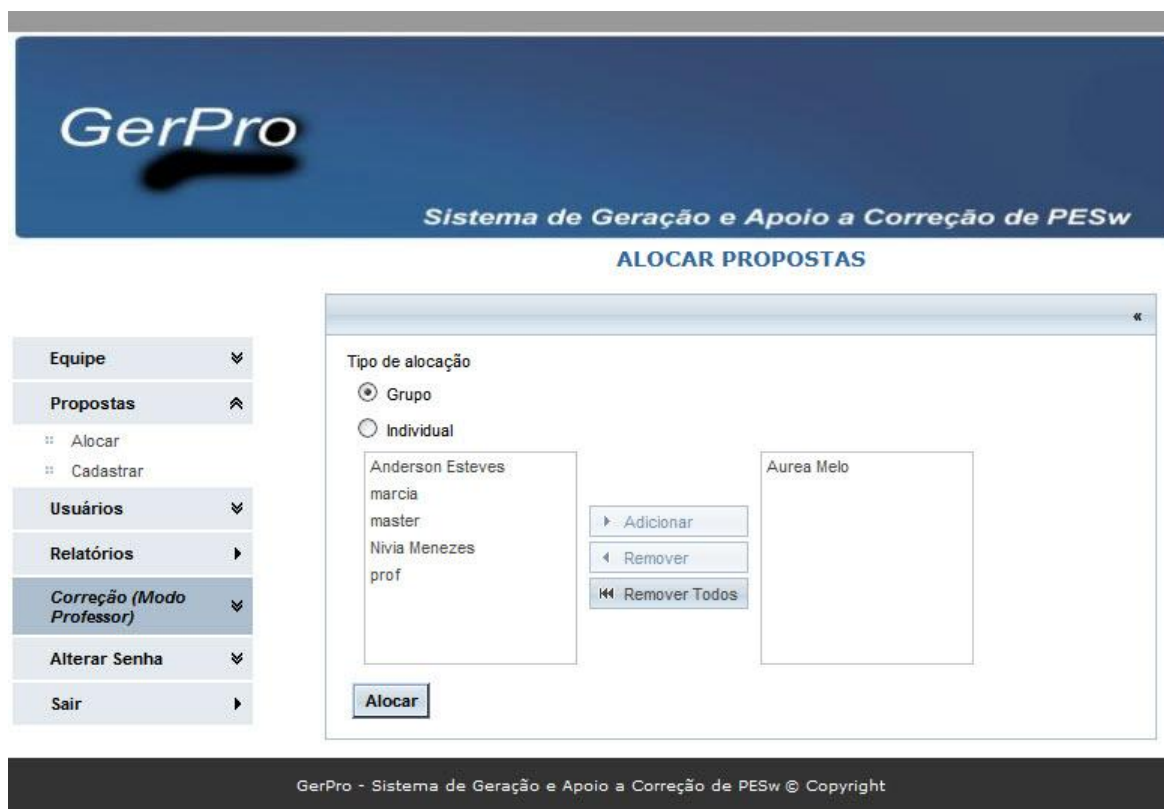 GerPro
Sistema de Geração e Apoio a Correção de PESw
ALOCAR PROPOSTAS
«
Equipe
Propostas
Alocar
Cadastrar
Usuários
Relatórios
Correção (Modo
Professor)
Alterar Senha
Sair
Tipo de alocação
Grupo
Individual
Anderson Esteves
marcia
master
Nivia Menezes
prof
Adicionar
Remover
Remover Todos
Aurea Melo
Alocar
GerPro - Sistema de Geração e Apoio a Correção de PESw © Copyright